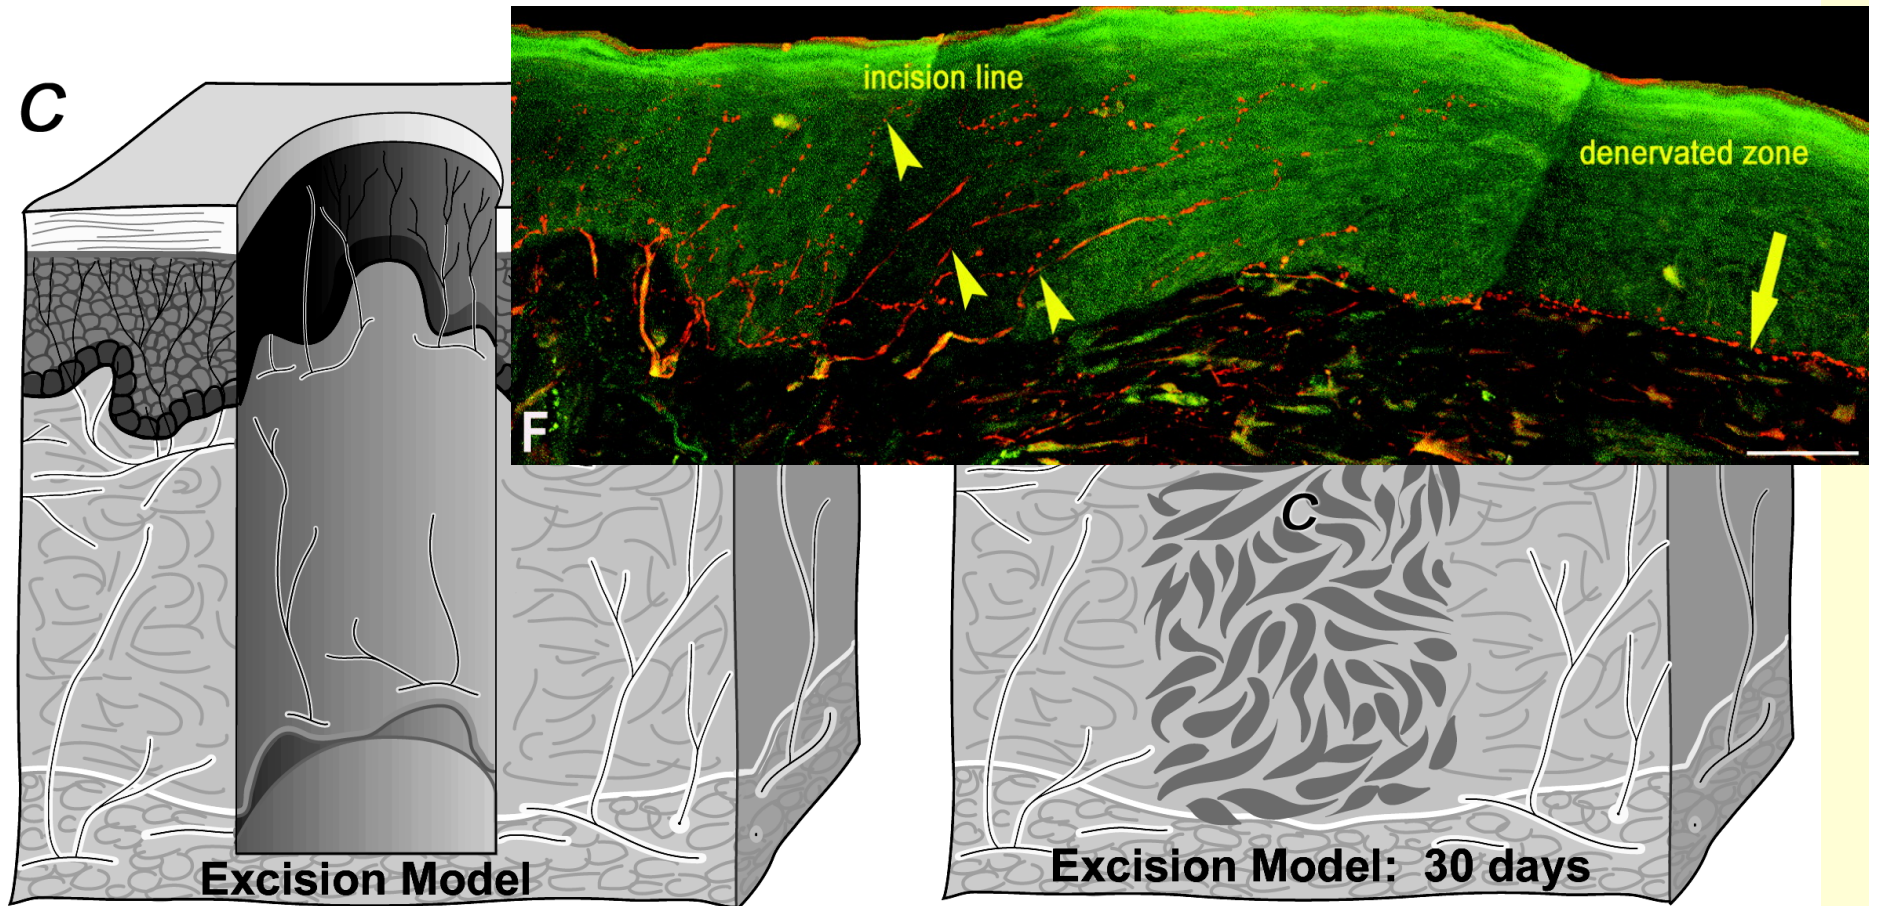 C
incision line
denervated zone
F
C
Excision Model
Excision Model: 30 days